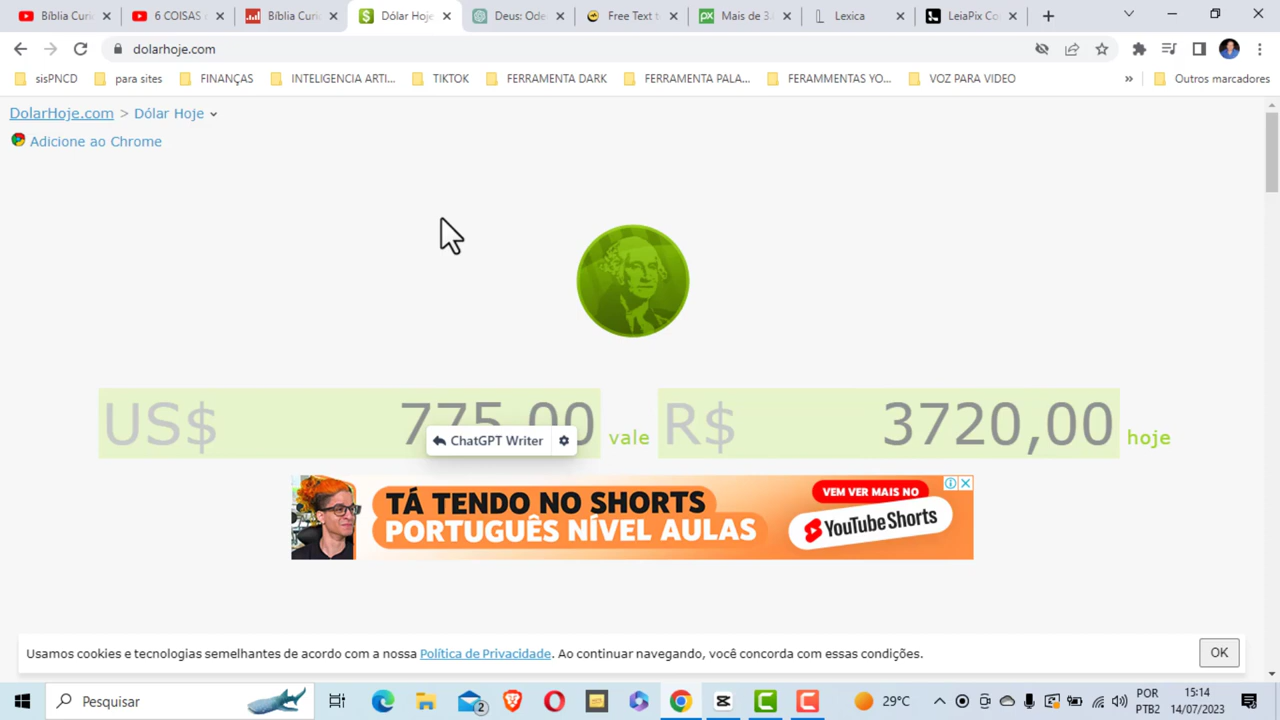 Bíblia Curi
6 COISAS
Bíblia Curio
Dólar Hoje
Deus: Ode
Free Text t
Mais de 3.
Lexica
LeiaPix Co
dolarhoje.com
sisPNCD
para sites
FINANÇAS
INTELIGENCIA ARTI...
TIKTOK
FERRAMENTA DARK
FERRAMENTA PALA...
FERAMMENTAS YO...
VOZ PARA VIDEO
»
Outros marcadores
DolarHoje.com > Dólar Hoje
Adicione ao Chrome
US$ 775,00 vale R$ 3720,00 hoje
ChatGPT Writer
TÁ TENDO NO SHORTS
PORTUGUÊS NÍVEL AULAS
VEM VER MAIS NO
YouTube Shorts
Usamos cookies e tecnologias semelhantes de acordo com a nossa Política de Privacidade. Ao continuar navegando, você concorda com essas condições.
OK
Pesquisar
2
29°C
POR
PTB2
15:14
14/07/2023